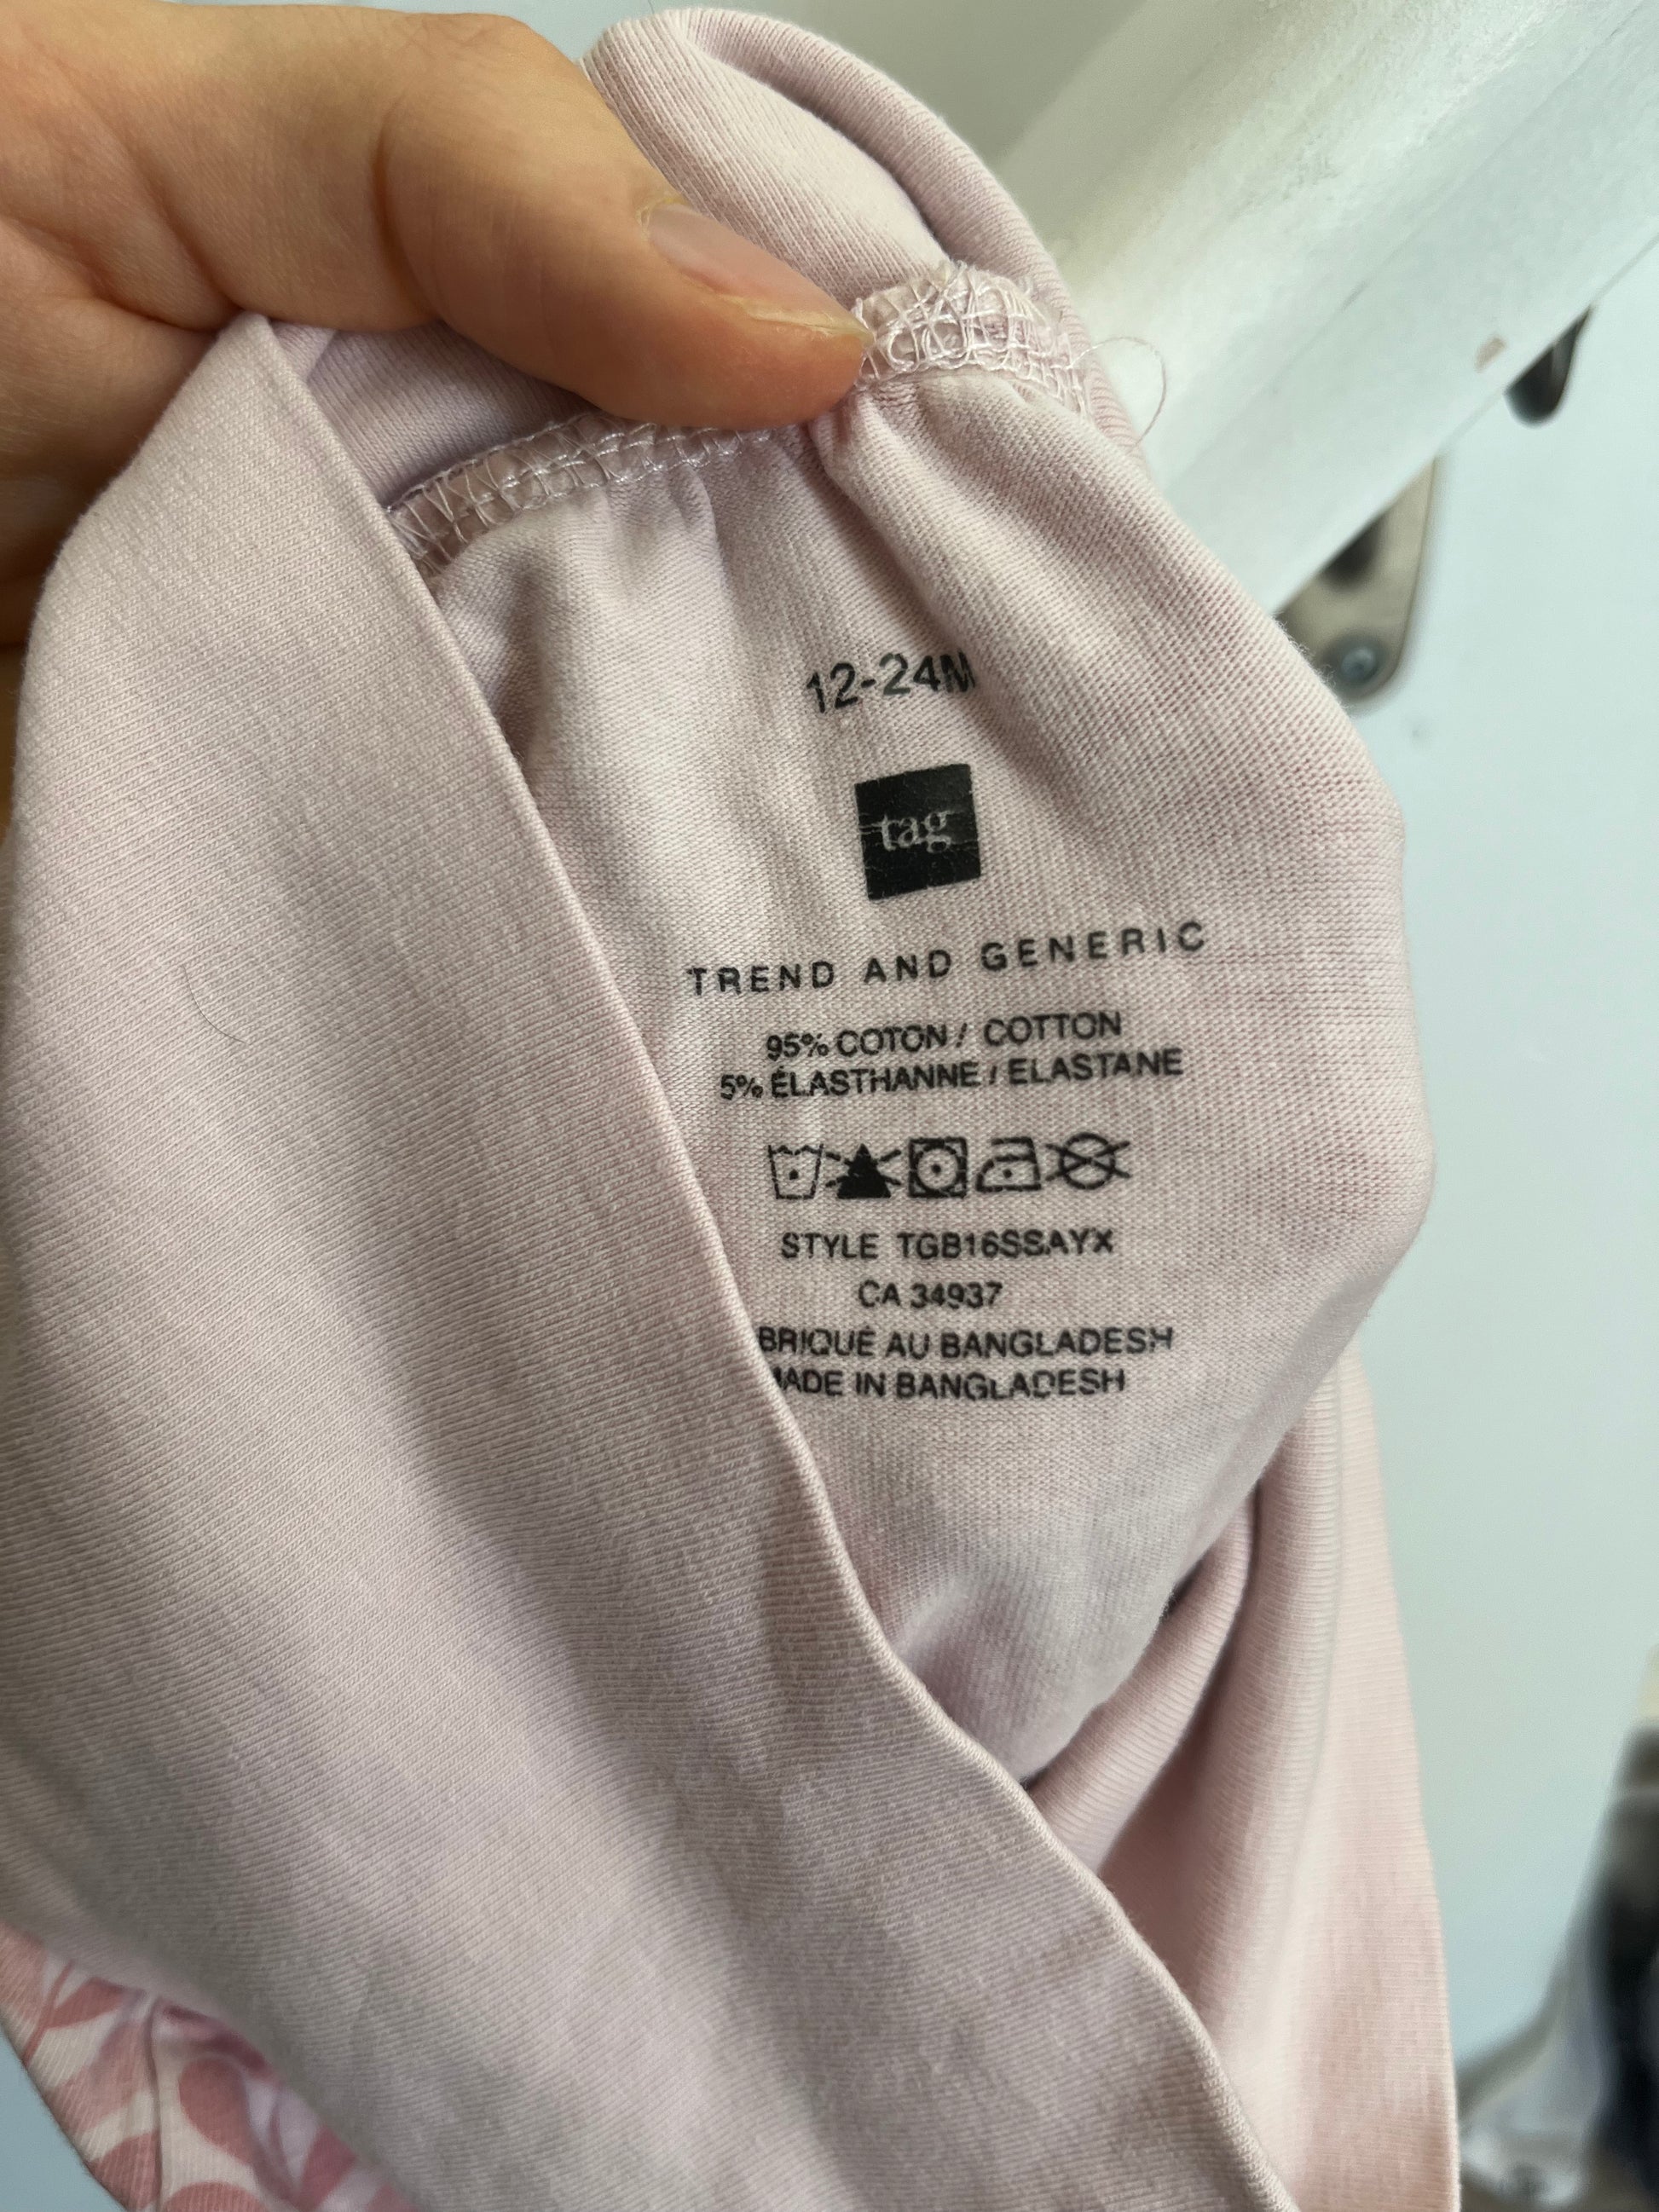 12-24M
tag
TREND AND GENERIC
95% COTON / COTTON
5% ÉLASTHANNE / ELASTANE
STYLE TGB16SSAYX
CA 34937
BRIQUÉ AU BANGLADESH
MADE IN BANGLADESH